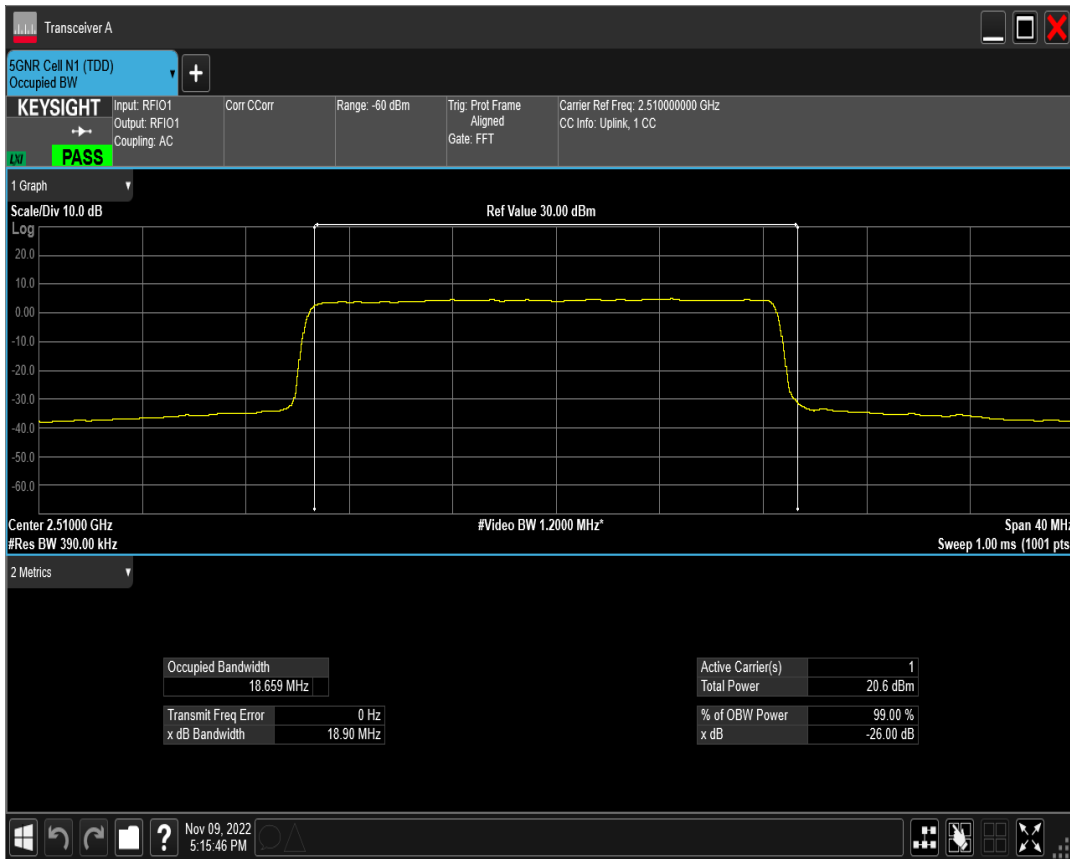 Transceiver A
5GNR Cell N1 (TDD)
Occupied BW
+
KEYSIGHT
LXI
PASS
Input: RFIO1
Output: RFIO1
Coupling: AC
Corr CCorr
Range: -60 dBm
Trig: Prot Frame
Aligned
Gate: FFT
Carrier Ref Freq: 2.510000000 GHz
CC Info: Uplink, 1 CC
1 Graph
Scale/Div 10.0 dB
Ref Value 30.00 dBm
Log
20.0
10.0
0.00
-10.0
-20.0
-30.0
-40.0
-50.0
-60.0
Center 2.51000 GHz
#Video BW 1.2000 MHz*
Span 40 MHz
#Res BW 390.00 kHz
Sweep 1.00 ms (1001 pts
2 Metrics
Occupied Bandwidth
18.659 MHz
Active Carrier(s) 1
Total Power 20.6 dBm
Transmit Freq Error 0 Hz
x dB Bandwidth 18.90 MHz
% of OBW Power 99.00 %
x dB -26.00 dB
?
Nov 09, 2022
5:15:46 PM